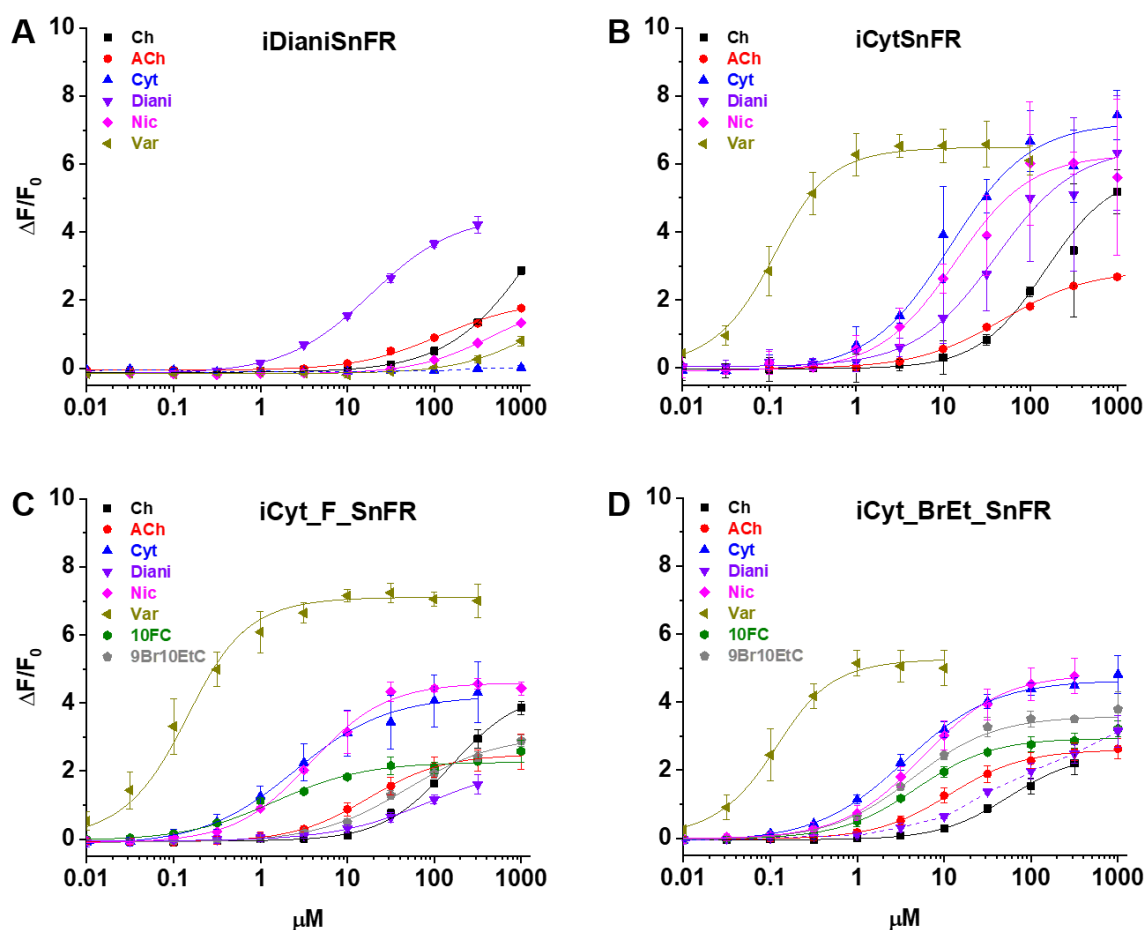 A
iDianiSnFR
Ch
ACh
Cyt
Diani
Nic
Var
ΔF/F0
10
8
6
4
2
0
0.01 0.1 1 10 100 1000
B
iCytSnFR
Ch
ACh
Cyt
Diani
Nic
Var
ΔF/F0
10
8
6
4
2
0
0.01 0.1 1 10 100 1000
C
iCyt_F_SnFR
Ch
ACh
Cyt
Diani
Nic
Var
10FC
9Br10EtC
ΔF/F0
10
8
6
4
2
0
0.01 0.1 1 10 100 1000
μM
D
iCyt_BrEt_SnFR
Ch
ACh
Cyt
Diani
Nic
Var
10FC
9Br10EtC
ΔF/F0
10
8
6
4
2
0
0.01 0.1 1 10 100 1000
μM